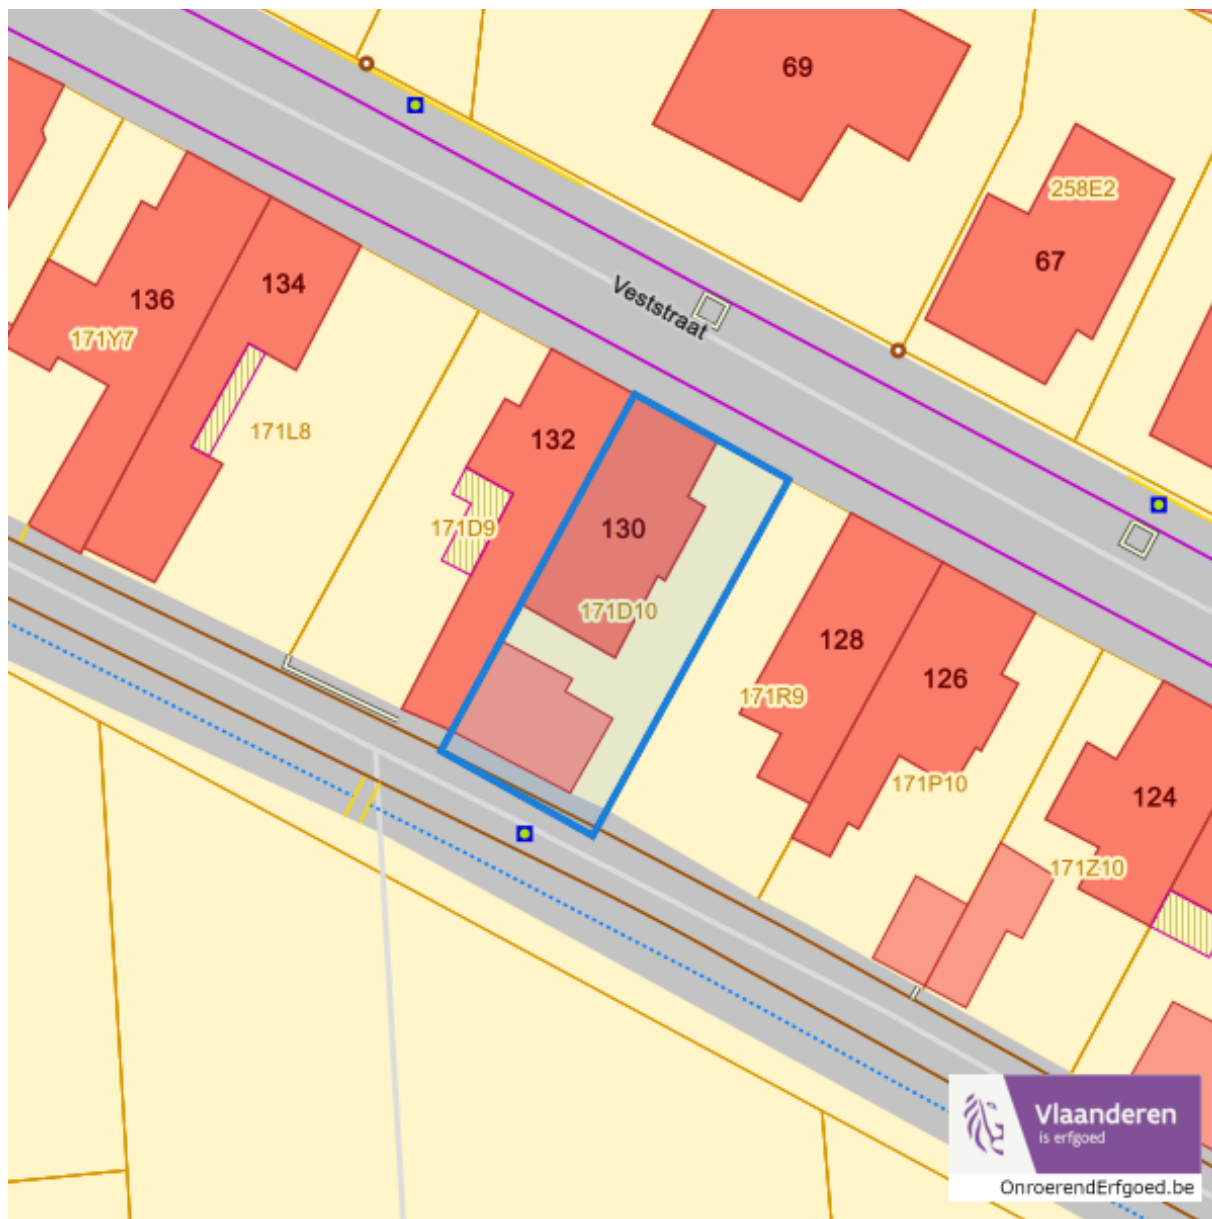 69
258E2
67
136
134
171Y7
Veststraat
171L8
132
171D9
130
171D10
128
171R9
126
171P10
124
171Z10
Vlaanderen
is erfgoed
OnroerendErfgoed.be